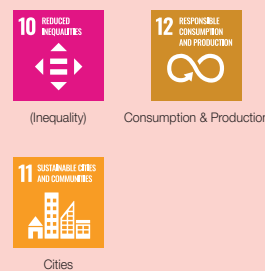 10 REDUCED
INEQUALITIES
(Inequality)
12 RESPONSIBLE
CONSUMPTION
AND PRODUCTION
Consumption & Production
11 SUSTAINABLE CITIES
AND COMMUNITIES
Cities